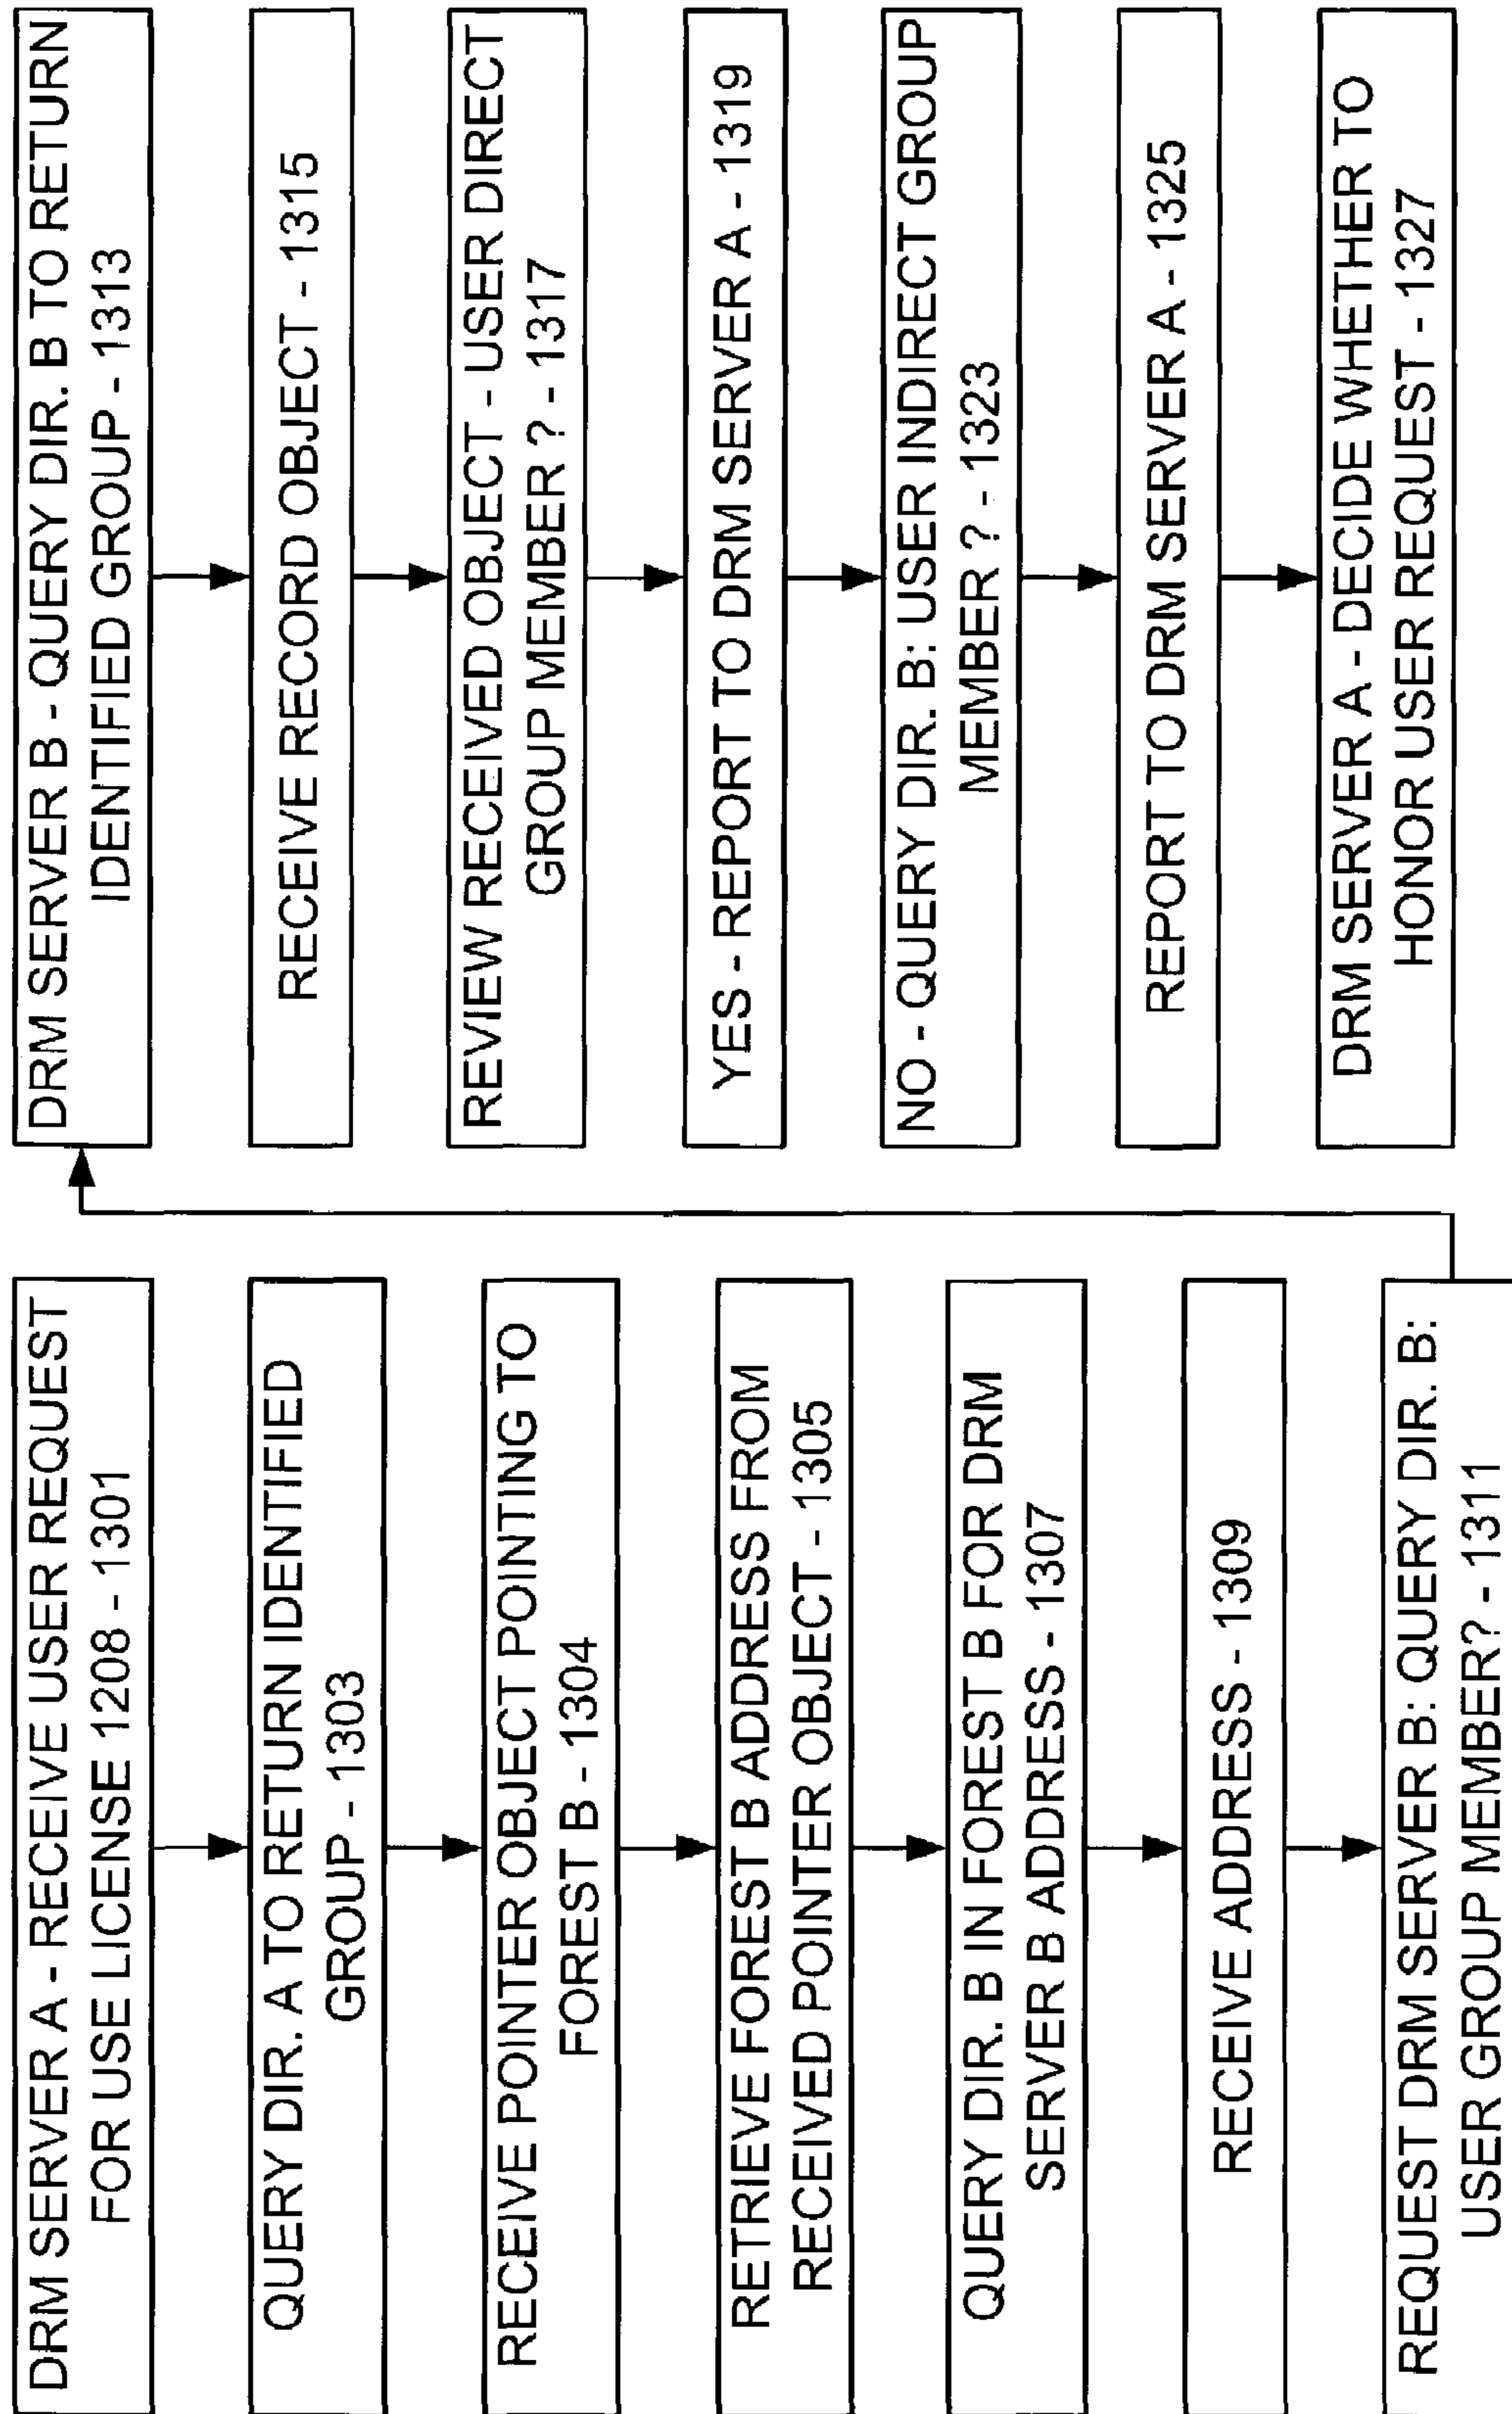 DRM SERVER A - RECEIVE USER REQUEST
FOR USE LICENSE 1208 - 1301
QUERY DIR. A TO RETURN IDENTIFIED
GROUP - 1303
RECEIVE POINTER OBJECT POINTING TO
FOREST B - 1304
RETRIEVE FOREST B ADDRESS FROM
RECEIVED POINTER OBJECT - 1305
QUERY DIR. B IN FOREST B FOR DRM
SERVER B ADDRESS - 1307
RECEIVE ADDRESS - 1309
REQUEST DRM SERVER B: QUERY DIR. B:
USER GROUP MEMBER? - 1311
DRM SERVER B - QUERY DIR. B TO RETURN
IDENTIFIED GROUP - 1313
RECEIVE RECORD OBJECT - 1315
REVIEW RECEIVED OBJECT - USER DIRECT
GROUP MEMBER ? - 1317
YES - REPORT TO DRM SERVER A - 1319
NO - QUERY DIR. B: USER INDIRECT GROUP
MEMBER ? - 1323
REPORT TO DRM SERVER A - 1325
DRM SERVER A - DECIDE WHETHER TO
HONOR USER REQUEST - 1327